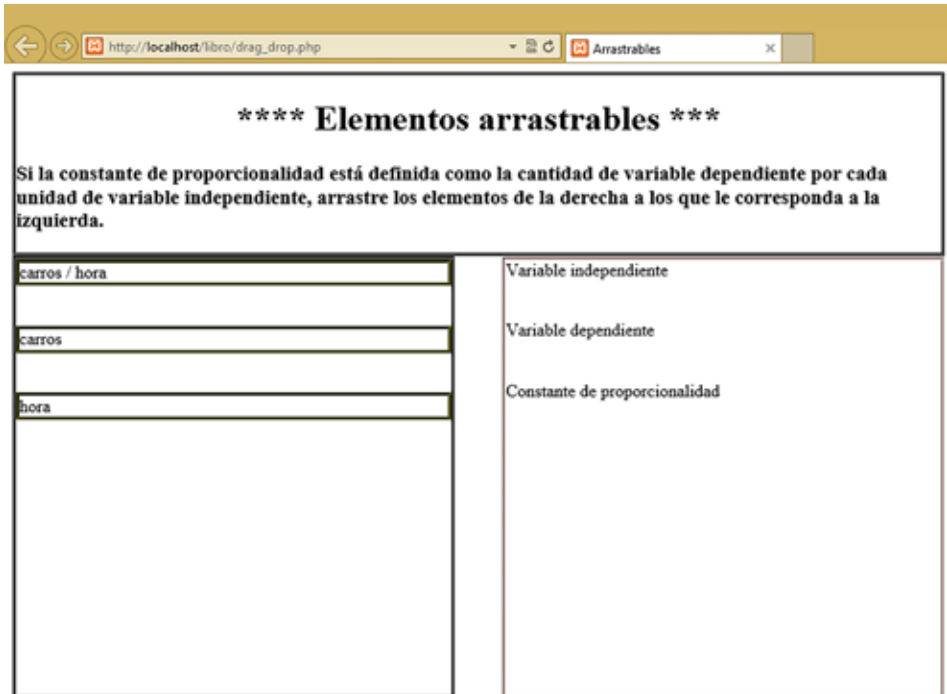 http://localhost/libro/drag_drop.php
Arrastrables
**** Elementos arrastrables ***
Si la constante de proporcionalidad está definida como la cantidad de variable dependiente por cada
unidad de variable independiente, arrastre los elementos de la derecha a los que le corresponda a la
izquierda.
carros / hora
carros
hora
Variable independiente
Variable dependiente
Constante de proporcionalidad